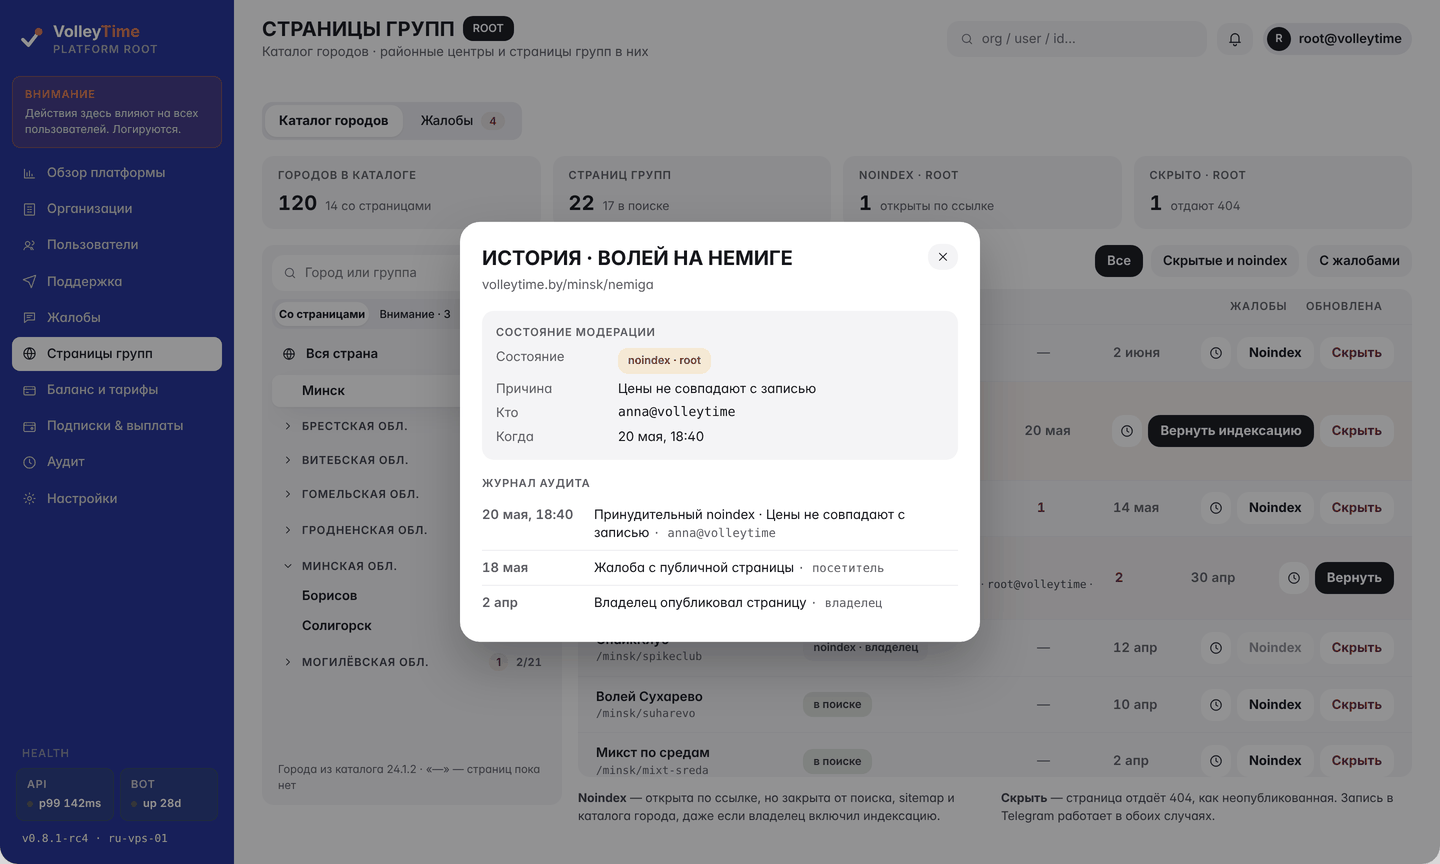 VolleyTime
PLATFORM ROOT
ВНИМАНИЕ
Действия здесь влияют на всех
пользователей. Логируются.
Обзор платформы
Организации
Пользователи
Поддержка
Жалобы
Страницы групп
Баланс и тарифы
Подписки & выплаты
Аудит
Настройки
HEALTH
API
p99 142ms
BOT
up 28d
v0.8.1-rc4 · ru-vps-01
СТРАНИЦЫ ГРУПП ROOT
Каталог городов · районные центры и страницы групп в них
org / user / id...
R root@volleytime
Каталог городов
Жалобы 4
ГОРОДОВ В КАТАЛОГЕ
120 14 со страницами
СТРАНИЦ ГРУПП
22 17 в поиске
NOINDEX · ROOT
1 открыты по ссылке
СКРЫТО · ROOT
1 отдают 404
Город или группа
Со страницами Внимание · 3
Вся страна
Минск
БРЕСТСКАЯ ОБЛ.
ВИТЕБСКАЯ ОБЛ.
ГОМЕЛЬСКАЯ ОБЛ.
ГРОДНЕНСКАЯ ОБЛ.
МИНСКАЯ ОБЛ.
Борисов
Солигорск
МОГИЛЁВСКАЯ ОБЛ. 1 2/21
Города из каталога 24.1.2 · «—» — страниц пока
нет
Все Скрытые и noindex С жалобами
ЖАЛОБЫ ОБНОВЛЕНА
— 2 июня Noindex Скрыть
20 мая Вернуть индексацию Скрыть
1 14 мая Noindex Скрыть
· root@volleytime · 2 30 апр Вернуть
ИСТОРИЯ · ВОЛЕЙ НА НЕМИГЕ
volleytime.by/minsk/nemiga
СОСТОЯНИЕ МОДЕРАЦИИ
Состояние noindex · root
Причина Цены не совпадают с записью
Кто anna@volleytime
Когда 20 мая, 18:40
ЖУРНАЛ АУДИТА
20 мая, 18:40 Принудительный noindex · Цены не совпадают с
записью · anna@volleytime
18 мая Жалоба с публичной страницы · посетитель
2 апр Владелец опубликовал страницу · владелец
/minsk/spikeclub noindex · владелец — 12 апр Noindex Скрыть
Волей Сухарево
/minsk/suharevo в поиске — 10 апр Noindex Скрыть
Микст по средам
/minsk/mixt-sreda в поиске — 2 апр Noindex Скрыть
Noindex — открыта по ссылке, но закрыта от поиска, sitemap и
каталога города, даже если владелец включил индексацию.
Скрыть — страница отдаёт 404, как неопубликованная. Запись в
Telegram работает в обоих случаях.